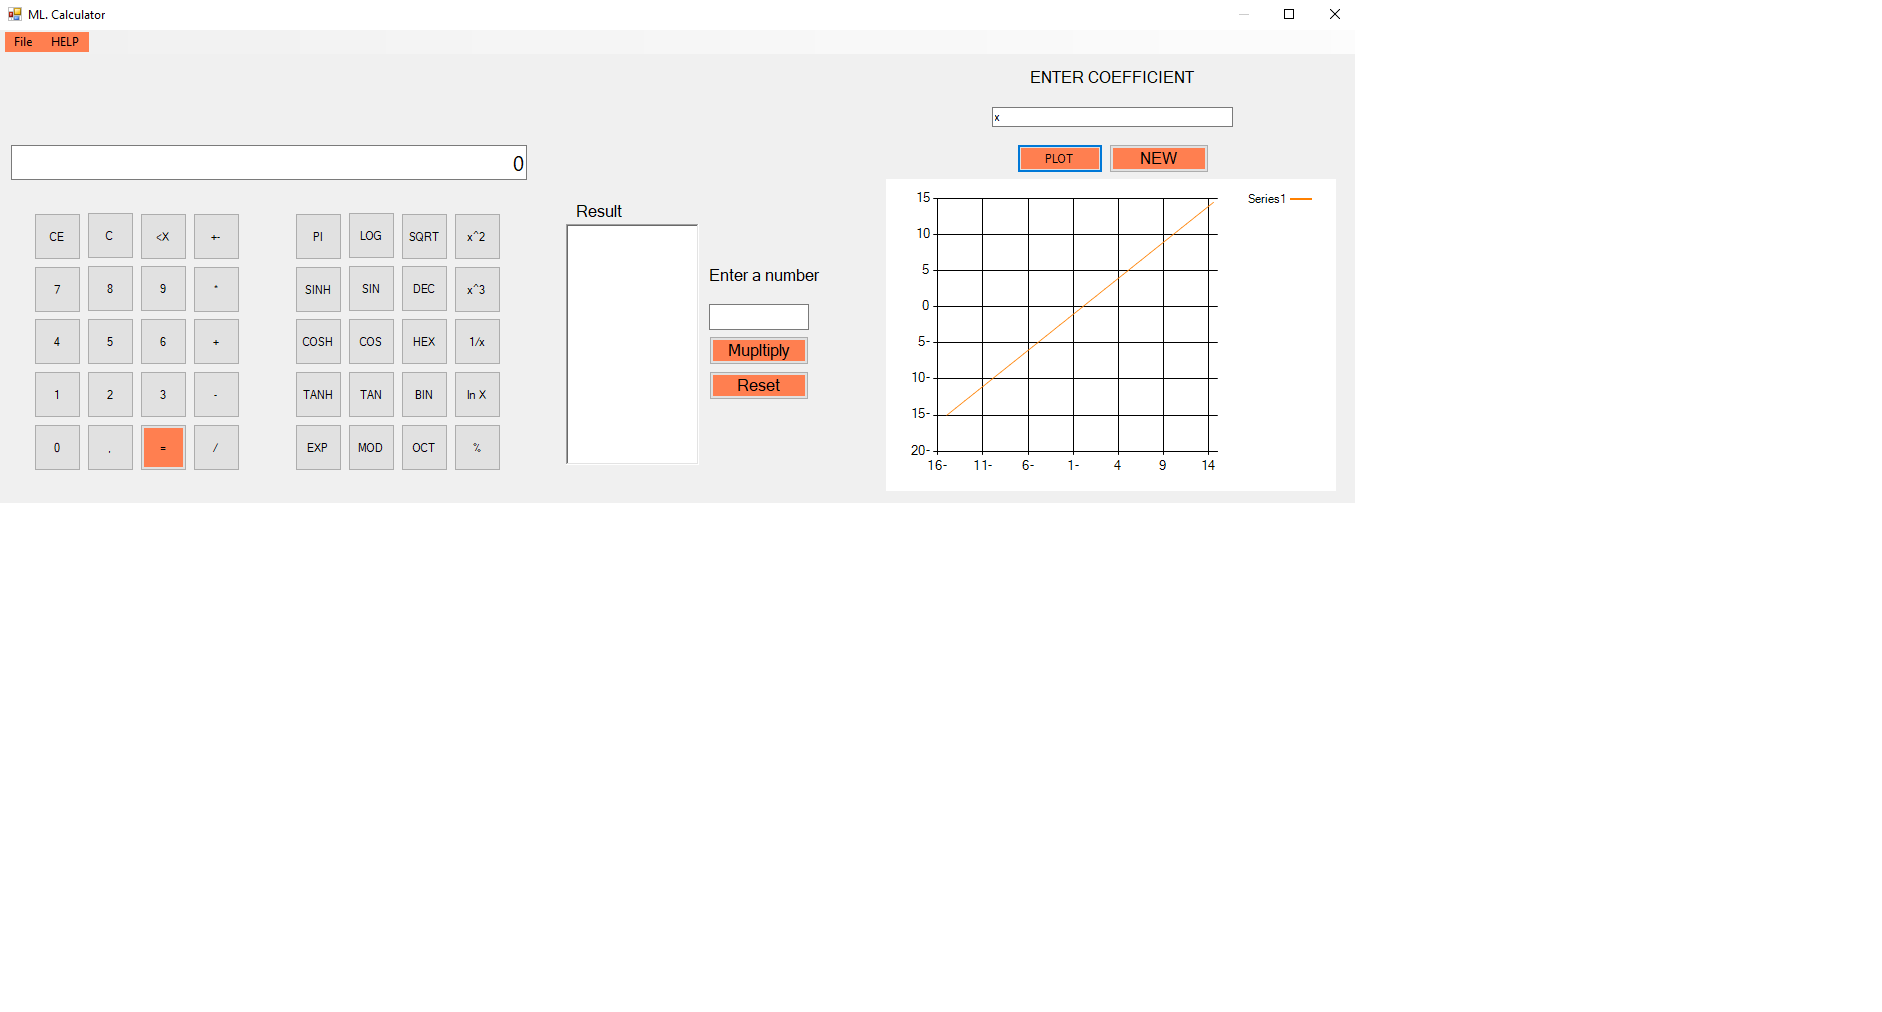 ML. Calculator
File HELP
ENTER COEFFICIENT
x
PLOT NEW
0
Result
Enter a number
Mupltiply
Reset
CE C <X +-
7 8 9 *
4 5 6 +
1 2 3 -
0 . = /
PI LOG SQRT x^2
SINH SIN DEC x^3
COSH COS HEX 1/x
TANH TAN BIN ln X
EXP MOD OCT %
Series1
15
10
5
0
5-
10-
15-
20-
16- 11- 6- 1- 4 9 14